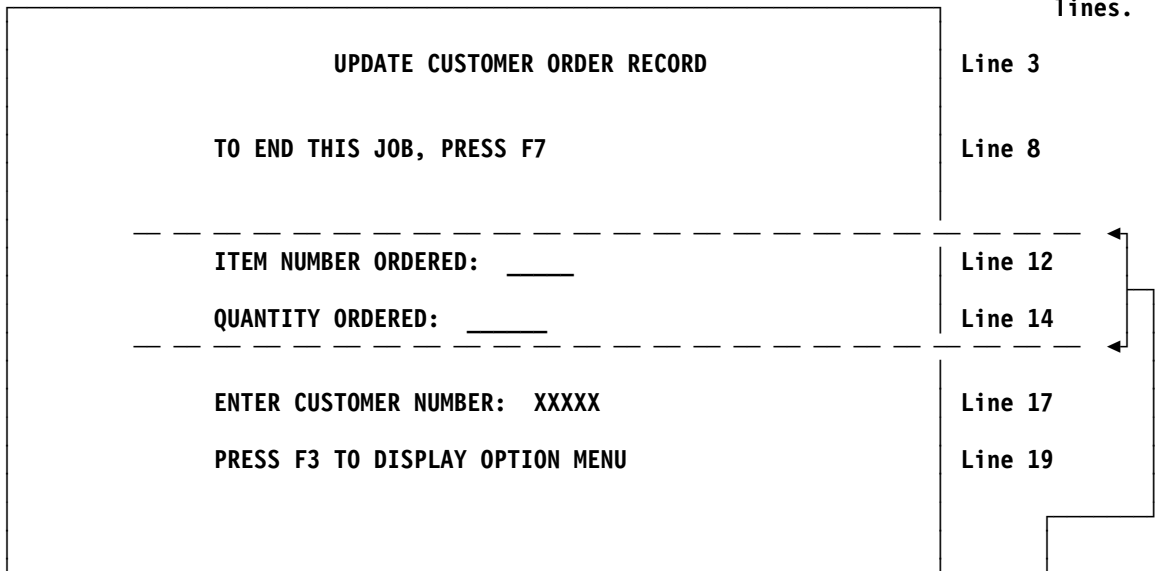 lines.
UPDATE CUSTOMER ORDER RECORD Line 3
TO END THIS JOB, PRESS F7 Line 8
ITEM NUMBER ORDERED: _____ Line 12
QUANTITY ORDERED: ______ Line 14
ENTER CUSTOMER NUMBER: XXXXX Line 17
PRESS F3 TO DISPLAY OPTION MENU Line 19